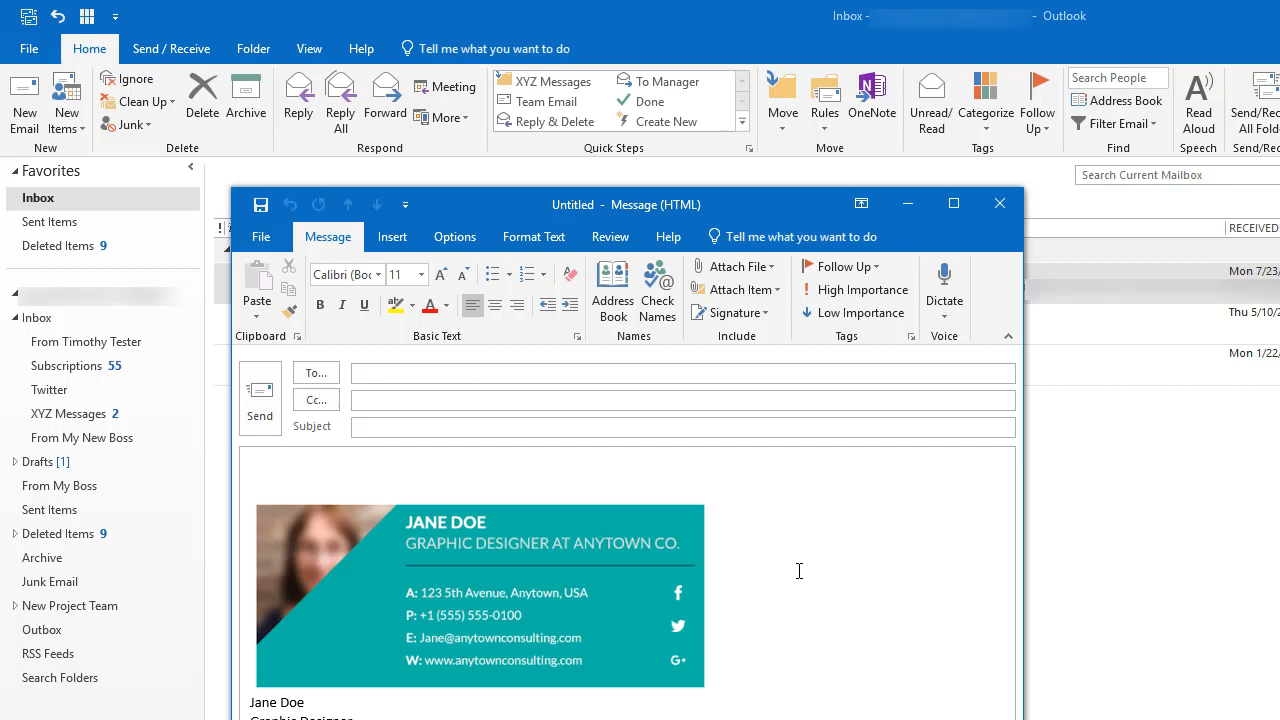 Inbox - - Outlook
File Home Send / Receive Folder View Help Tell me what you want to do
New Email
New Items
New
Ignore
Clean Up
Junk
Delete
Archive
Delete
Reply
Reply All
Forward
Meeting
More
Respond
XYZ Messages
Team Email
Reply & Delete
To Manager
Done
Create New
Quick Steps
Move
Rules
OneNote
Move
Unread/ Read
Categorize
Follow Up
Tags
Search People
Address Book
Filter Email
Find
Read Aloud
Speech
Send/Rec
All Fold
Send/Rec
Favorites
Inbox
Sent Items
Deleted Items 9
Inbox
From Timothy Tester
Subscriptions 55
Twitter
XYZ Messages 2
From My New Boss
Drafts [1]
From My Boss
Sent Items
Deleted Items 9
Archive
Junk Email
New Project Team
Outbox
RSS Feeds
Search Folders
Search Current Mailbox
RECEIVED
Mon 7/23/
Thu 5/10/2
Mon 1/22/
Untitled - Message (HTML)
File Message Insert Options Format Text Review Help Tell me what you want to do
Paste
Clipboard
Calibri (Boc 11
B I U
Basic Text
Address Book
Check Names
Names
Attach File
Attach Item
Signature
Include
Follow Up
High Importance
Low Importance
Tags
Dictate
Voice
Send
To...
Cc...
Subject
JANE DOE
GRAPHIC DESIGNER AT ANYTOWN CO.
A: 123 5th Avenue, Anytown, USA
P: +1 (555) 555-0100
E: Jane@anytownconsulting.com
W: www.anytownconsulting.com
Jane Doe
Graphic Designer